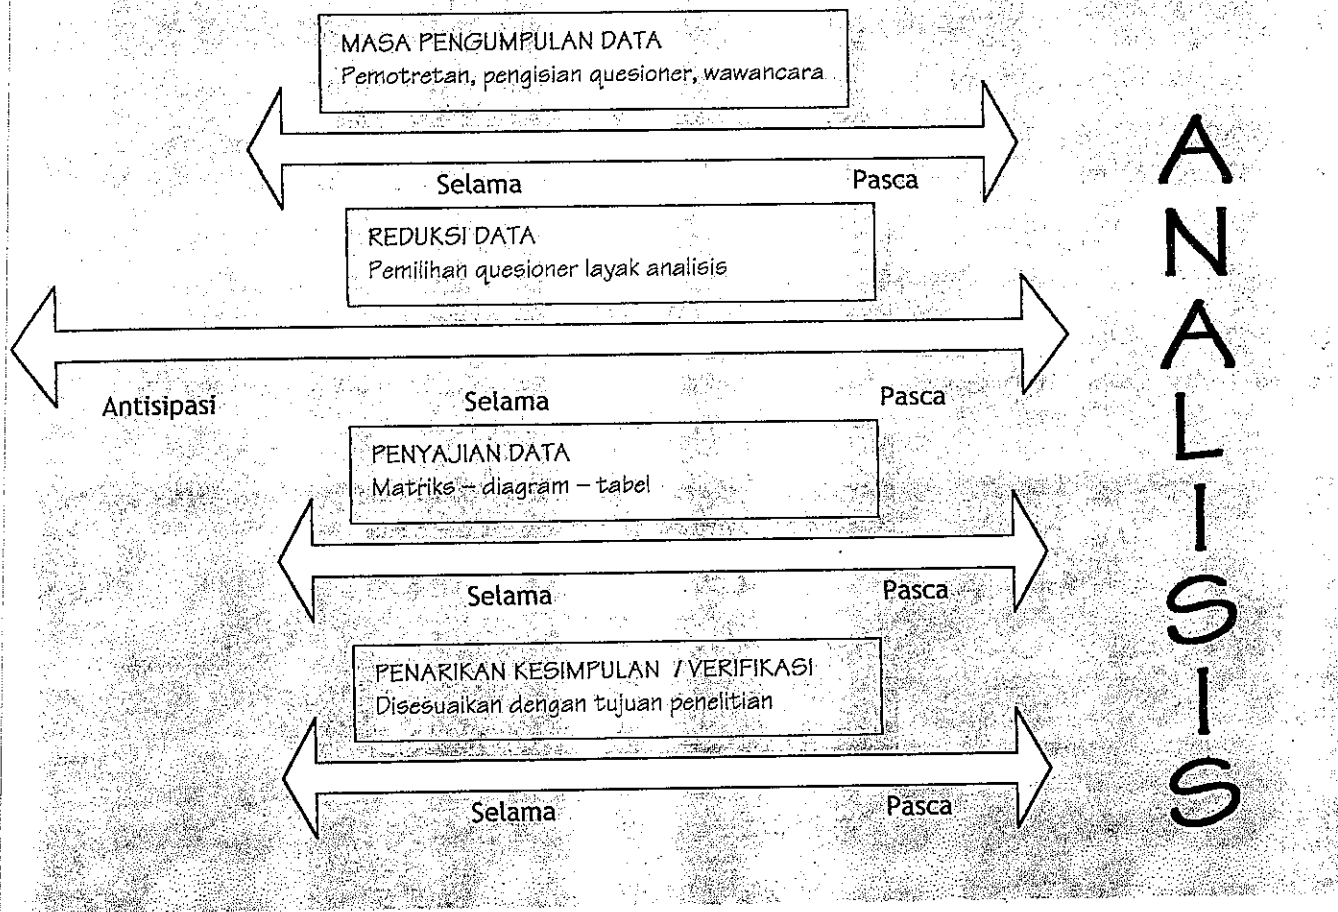 MASA PENGUMPULAN DATA
Pemotretan, pengisian quesioner, wawancara
Selama Pasca
REDUKSI DATA
Pemilihan quesioner layak analisis
Antisipasi Selama Pasca
PENYAJIAN DATA
Matriks – diagram – tabel
Selama Pasca
PENARIKAN KESIMPULAN / VERIFIKASI
Disesuaikan dengan tujuan penelitian
Selama Pasca
ANALISIS